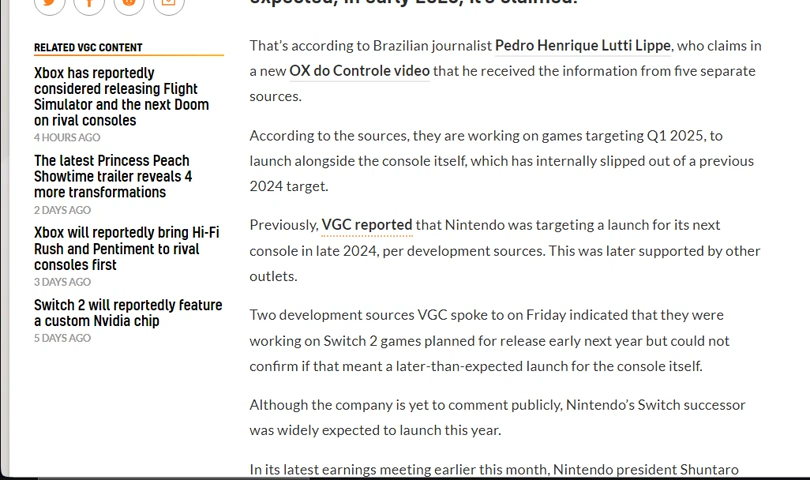 expected, in early 2025, it's claimed.
RELATED VGC CONTENT
Xbox has reportedly
considered releasing Flight
Simulator and the next Doom
on rival consoles
4 HOURS AGO
The latest Princess Peach
Showtime trailer reveals 4
more transformations
2 DAYS AGO
Xbox will reportedly bring Hi-Fi
Rush and Pentiment to rival
consoles first
3 DAYS AGO
Switch 2 will reportedly feature
a custom Nvidia chip
5 DAYS AGO
That's according to Brazilian journalist Pedro Henrique Lutti Lippe, who claims in
a new OX do Controle video that he received the information from five separate
sources.
According to the sources, they are working on games targeting Q1 2025, to
launch alongside the console itself, which has internally slipped out of a previous
2024 target.
Previously, VGC reported that Nintendo was targeting a launch for its next
console in late 2024, per development sources. This was later supported by other
outlets.
Two development sources VGC spoke to on Friday indicated that they were
working on Switch 2 games planned for release early next year but could not
confirm if that meant a later-than-expected launch for the console itself.
Although the company is yet to comment publicly, Nintendo's Switch successor
was widely expected to launch this year.
In its latest earnings meeting earlier this month, Nintendo president Shuntaro